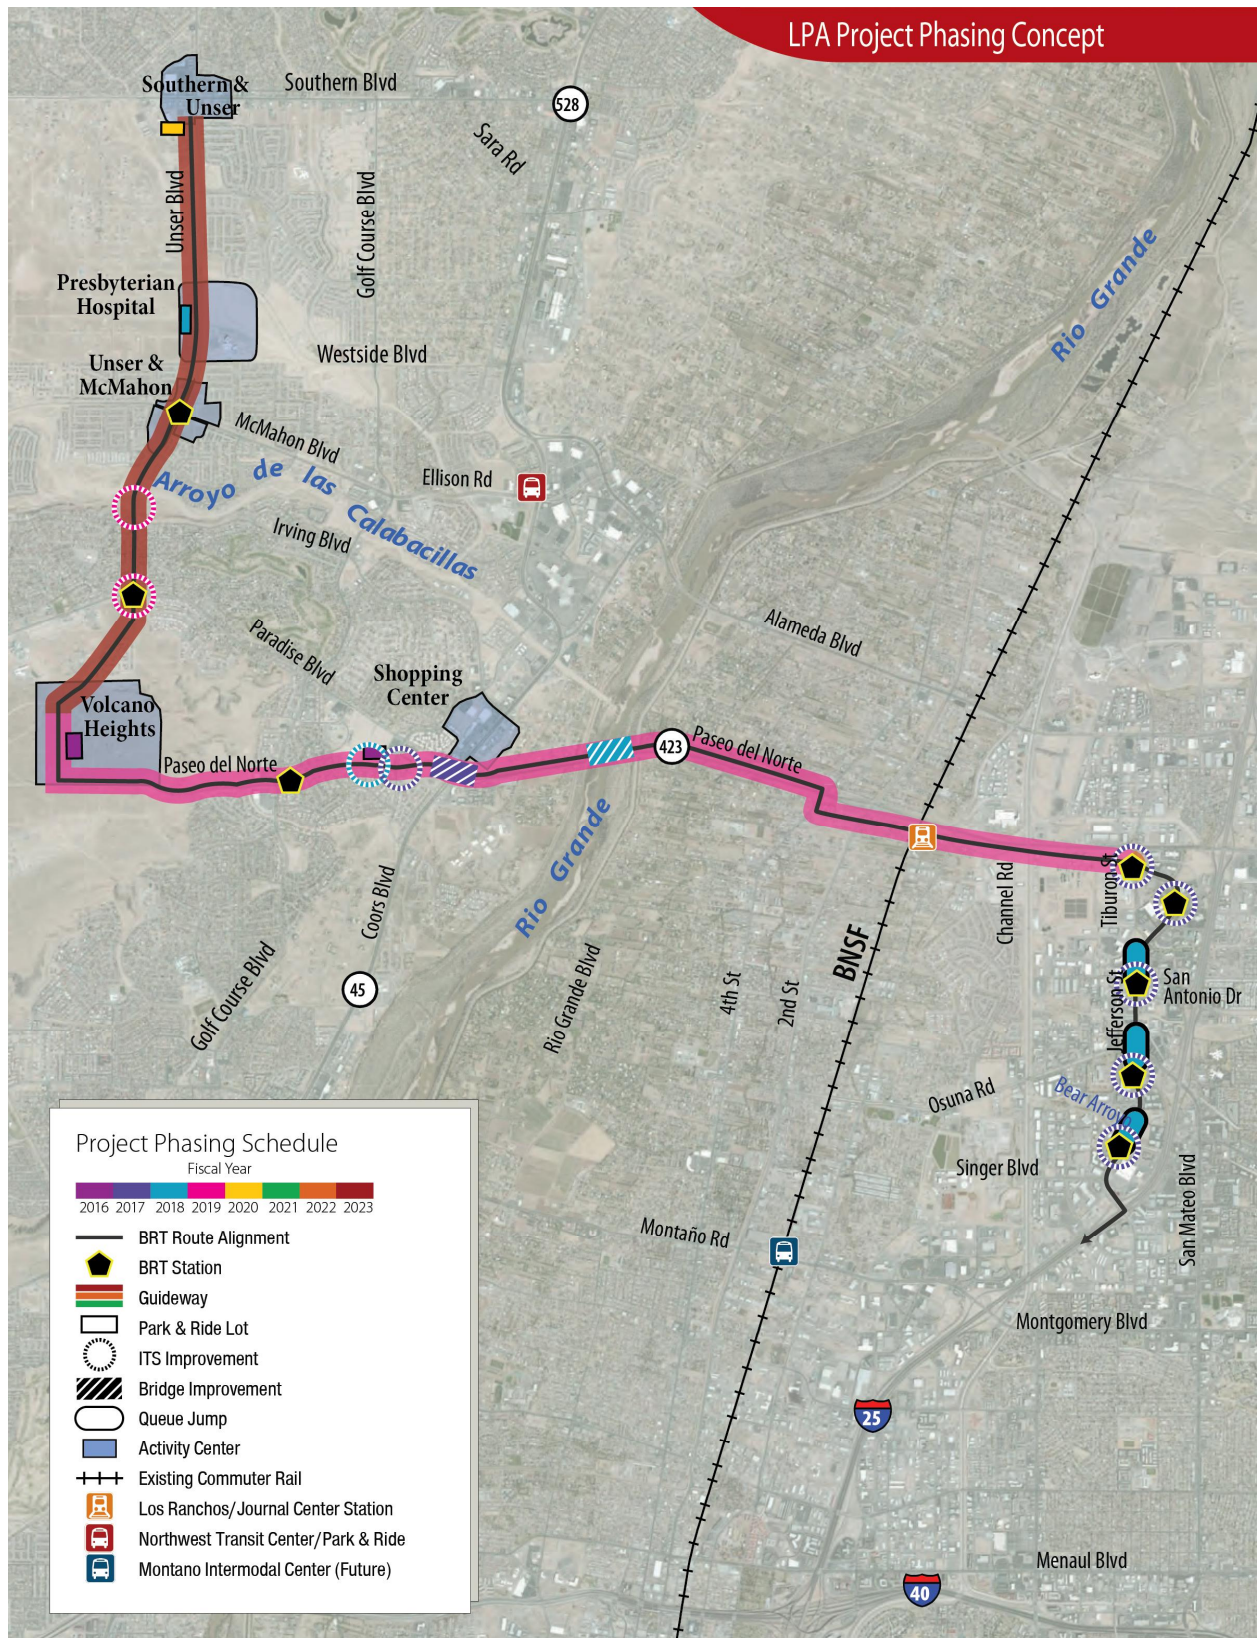 LPA Project Phasing Concept
Southern &
Unser
Southern Blvd
528
Sara Rd
Unser Blvd
Golf Course Blvd
Rio Grande
Presbyterian
Hospital
Westside Blvd
Unser &
McMahon
McMahon Blvd
Arroyo de las Calabacillas
Ellison Rd
Irving Blvd
Paradise Blvd
Alameda Blvd
Shopping
Center
Volcano
Heights
Paseo del Norte
423
Paseo del Norte
Rio Grande
Coors Blvd
Channel Rd
Tiburon St
Golf Course Blvd
45
Rio Grande Blvd
4th St
2nd St
BNSF
Jefferson St
San
Antonio Dr
Osuna Rd
Bear Arroyo
Singer Blvd
San Mateo Blvd
Montaño Rd
Montgomery Blvd
25
Menaul Blvd
40
Project Phasing Schedule
Fiscal Year
2016 2017 2018 2019 2020 2021 2022 2023
BRT Route Alignment
BRT Station
Guideway
Park & Ride Lot
ITS Improvement
Bridge Improvement
Queue Jump
Activity Center
Existing Commuter Rail
Los Ranchos/Journal Center Station
Northwest Transit Center/Park & Ride
Montano Intermodal Center (Future)